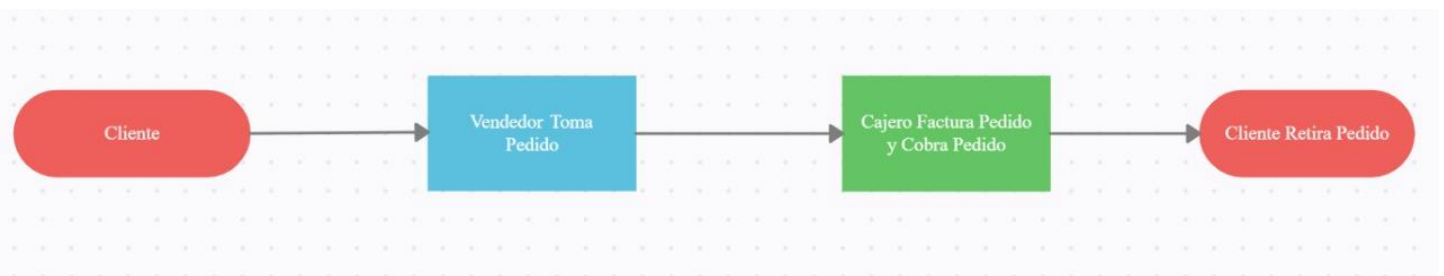 Cliente
Vendedor Toma
Pedido
Cajero Factura Pedido
y Cobra Pedido
Cliente Retira Pedido